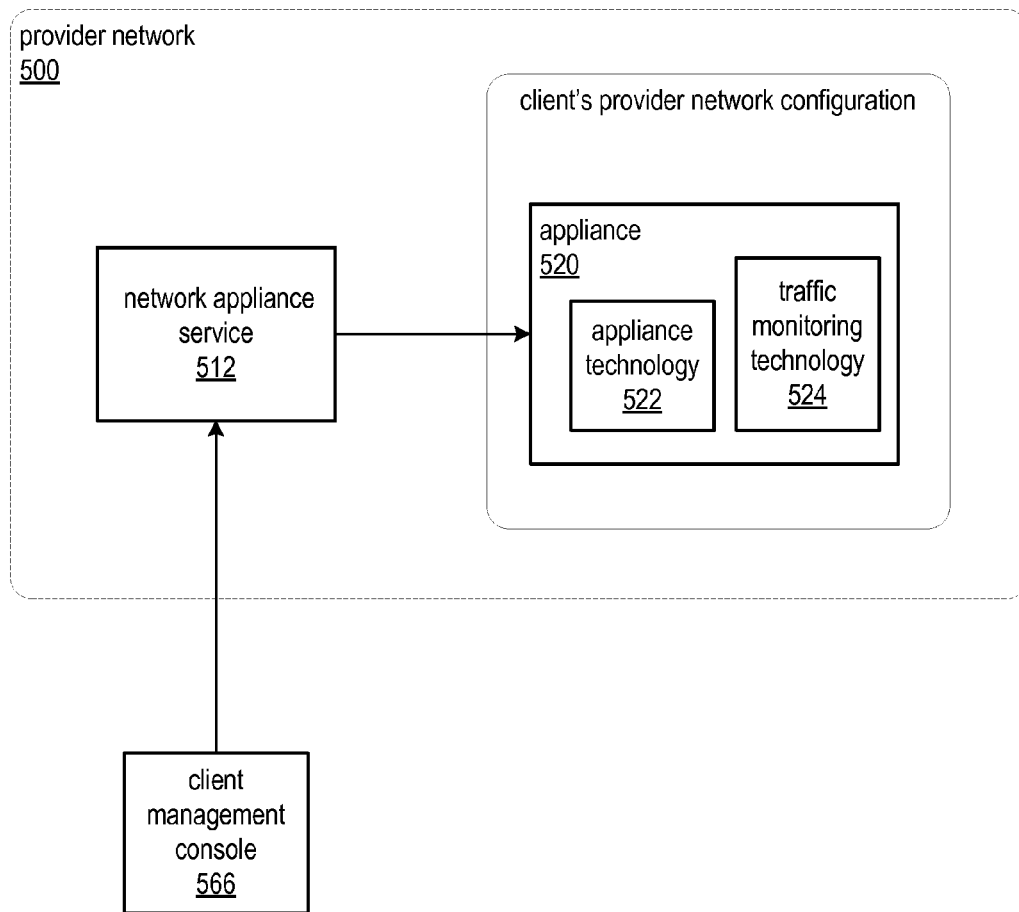 provider network
500
client's provider network configuration
appliance
520
network appliance
service
512
appliance
technology
522
traffic
monitoring
technology
524
client
management
console
566